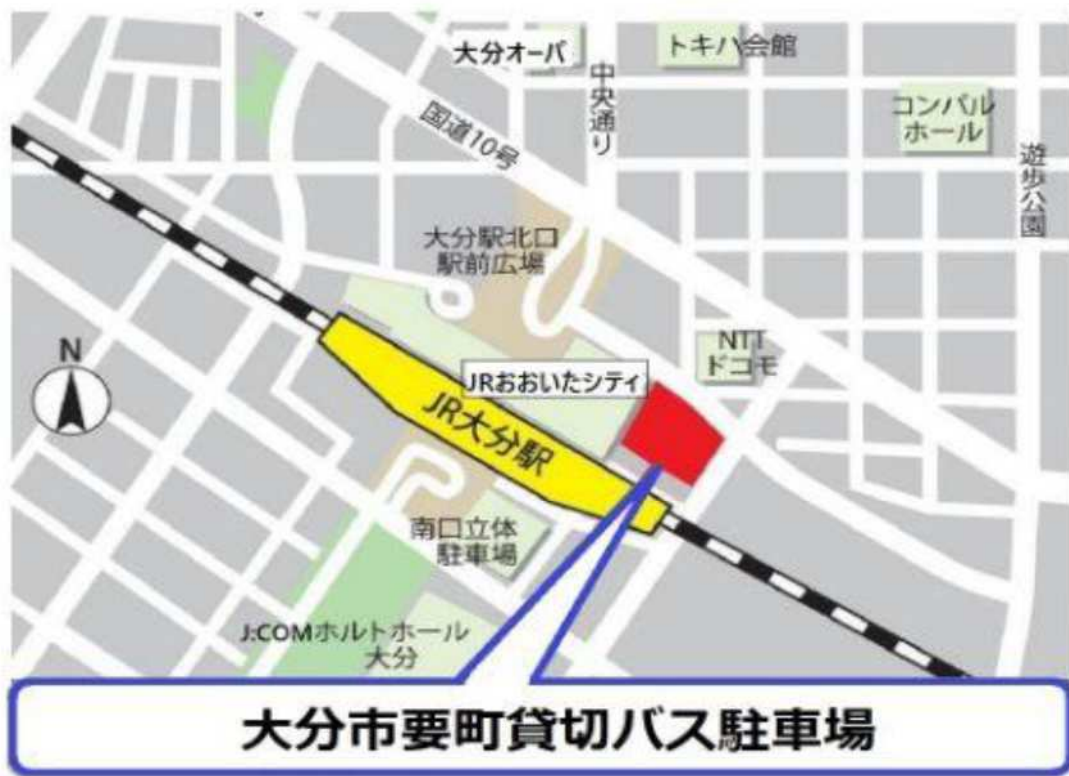 大分オーパ
トキハ会館
中央通り
コンパル
ホール
国道10号
遊歩公園
大分駅北口
駅前広場
NTT
ドコモ
N
JRおおいたシティ
JR大分駅
南口立体
駐車場
J:COMホルトホール
大分
大分市要町貸切バス駐車場